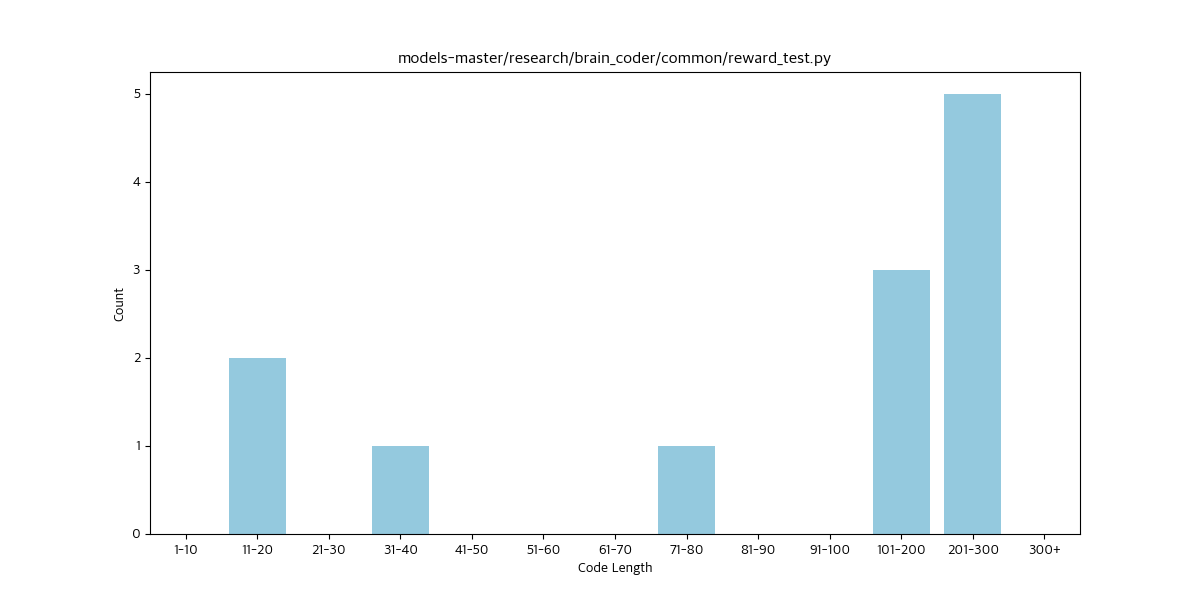 models-master/research/brain_coder/common/reward_test.py
5
4
3
2
1
0
Count
1-10 11-20 21-30 31-40 41-50 51-60 61-70 71-80 81-90 91-100 101-200 201-300 300+
Code Length